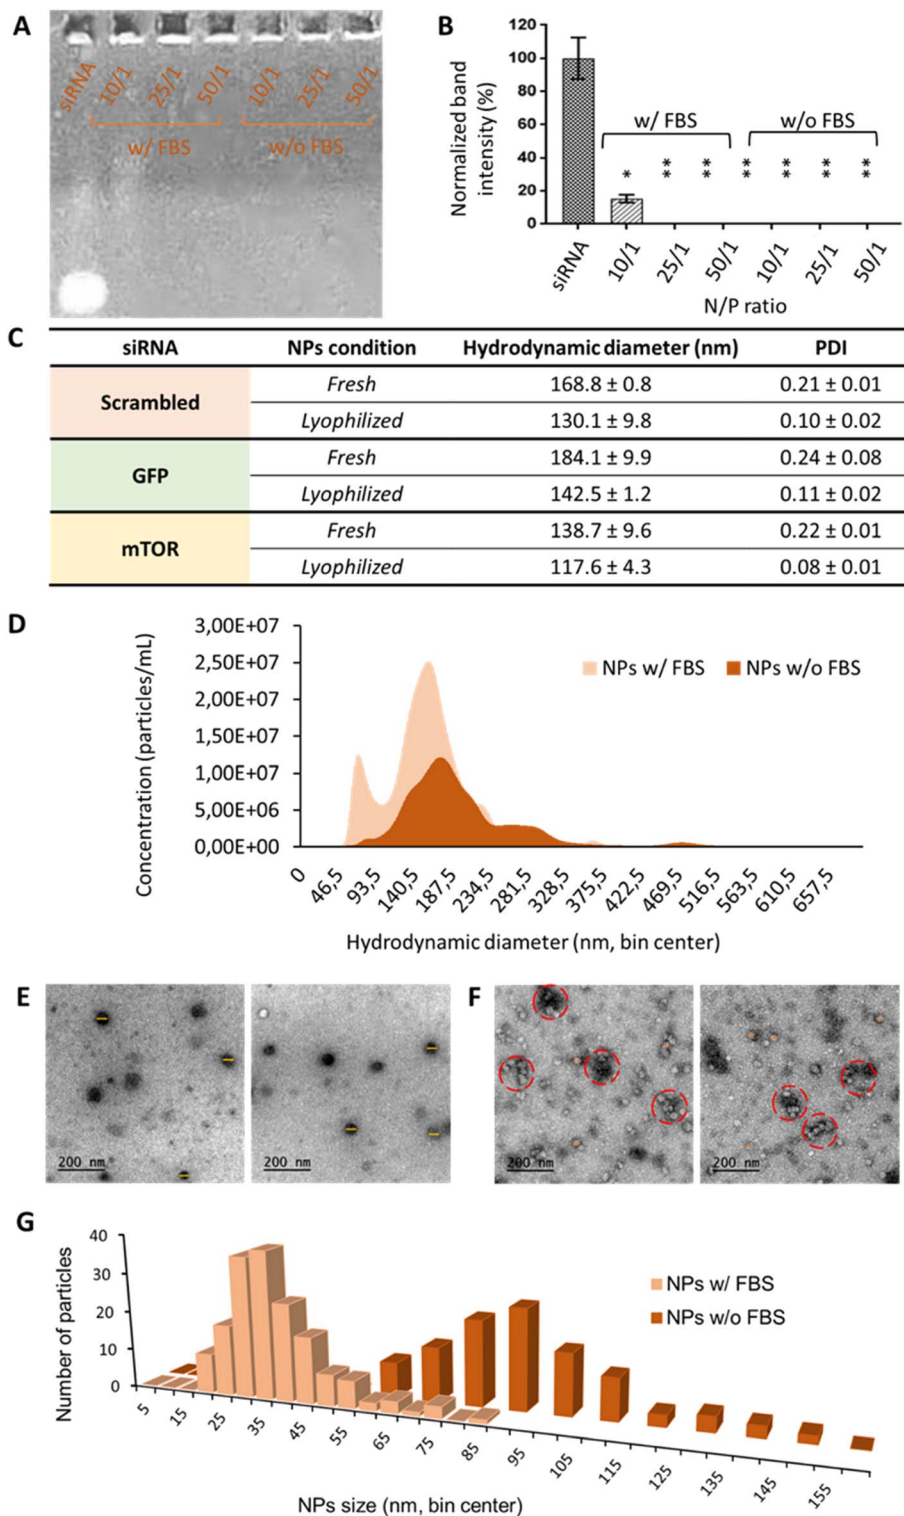 A
siRNA
10/1
25/1
50/1
10/1
25/1
50/1
w/ FBS
w/o FBS
B
Normalized band
intensity (%)
120
100
80
60
40
20
0
w/ FBS
w/o FBS
*
**
**
**
**
**
**
siRNA
10/1
25/1
50/1
10/1
25/1
50/1
N/P ratio
C
siRNA NPs condition Hydrodynamic diameter (nm) PDI
Scrambled
Fresh 168.8 ± 0.8 0.21 ± 0.01
Lyophilized 130.1 ± 9.8 0.10 ± 0.02
GFP
Fresh 184.1 ± 9.9 0.24 ± 0.08
Lyophilized 142.5 ± 1.2 0.11 ± 0.02
mTOR
Fresh 138.7 ± 9.6 0.22 ± 0.01
Lyophilized 117.6 ± 4.3 0.08 ± 0.01
D
Concentration (particles/mL)
3,00E+07
2,50E+07
2,00E+07
1,50E+07
1,00E+07
5,00E+06
0,00E+00
NPs w/ FBS
NPs w/o FBS
0
46,5
93,5
140,5
187,5
234,5
281,5
328,5
375,5
422,5
469,5
516,5
563,5
610,5
657,5
Hydrodynamic diameter (nm, bin center)
E
200 nm
200 nm
F
200 nm
200 nm
G
Number of particles
40
30
20
10
0
NPs w/ FBS
NPs w/o FBS
5
15
25
35
45
55
65
75
85
95
105
115
125
135
145
155
NPs size (nm, bin center)